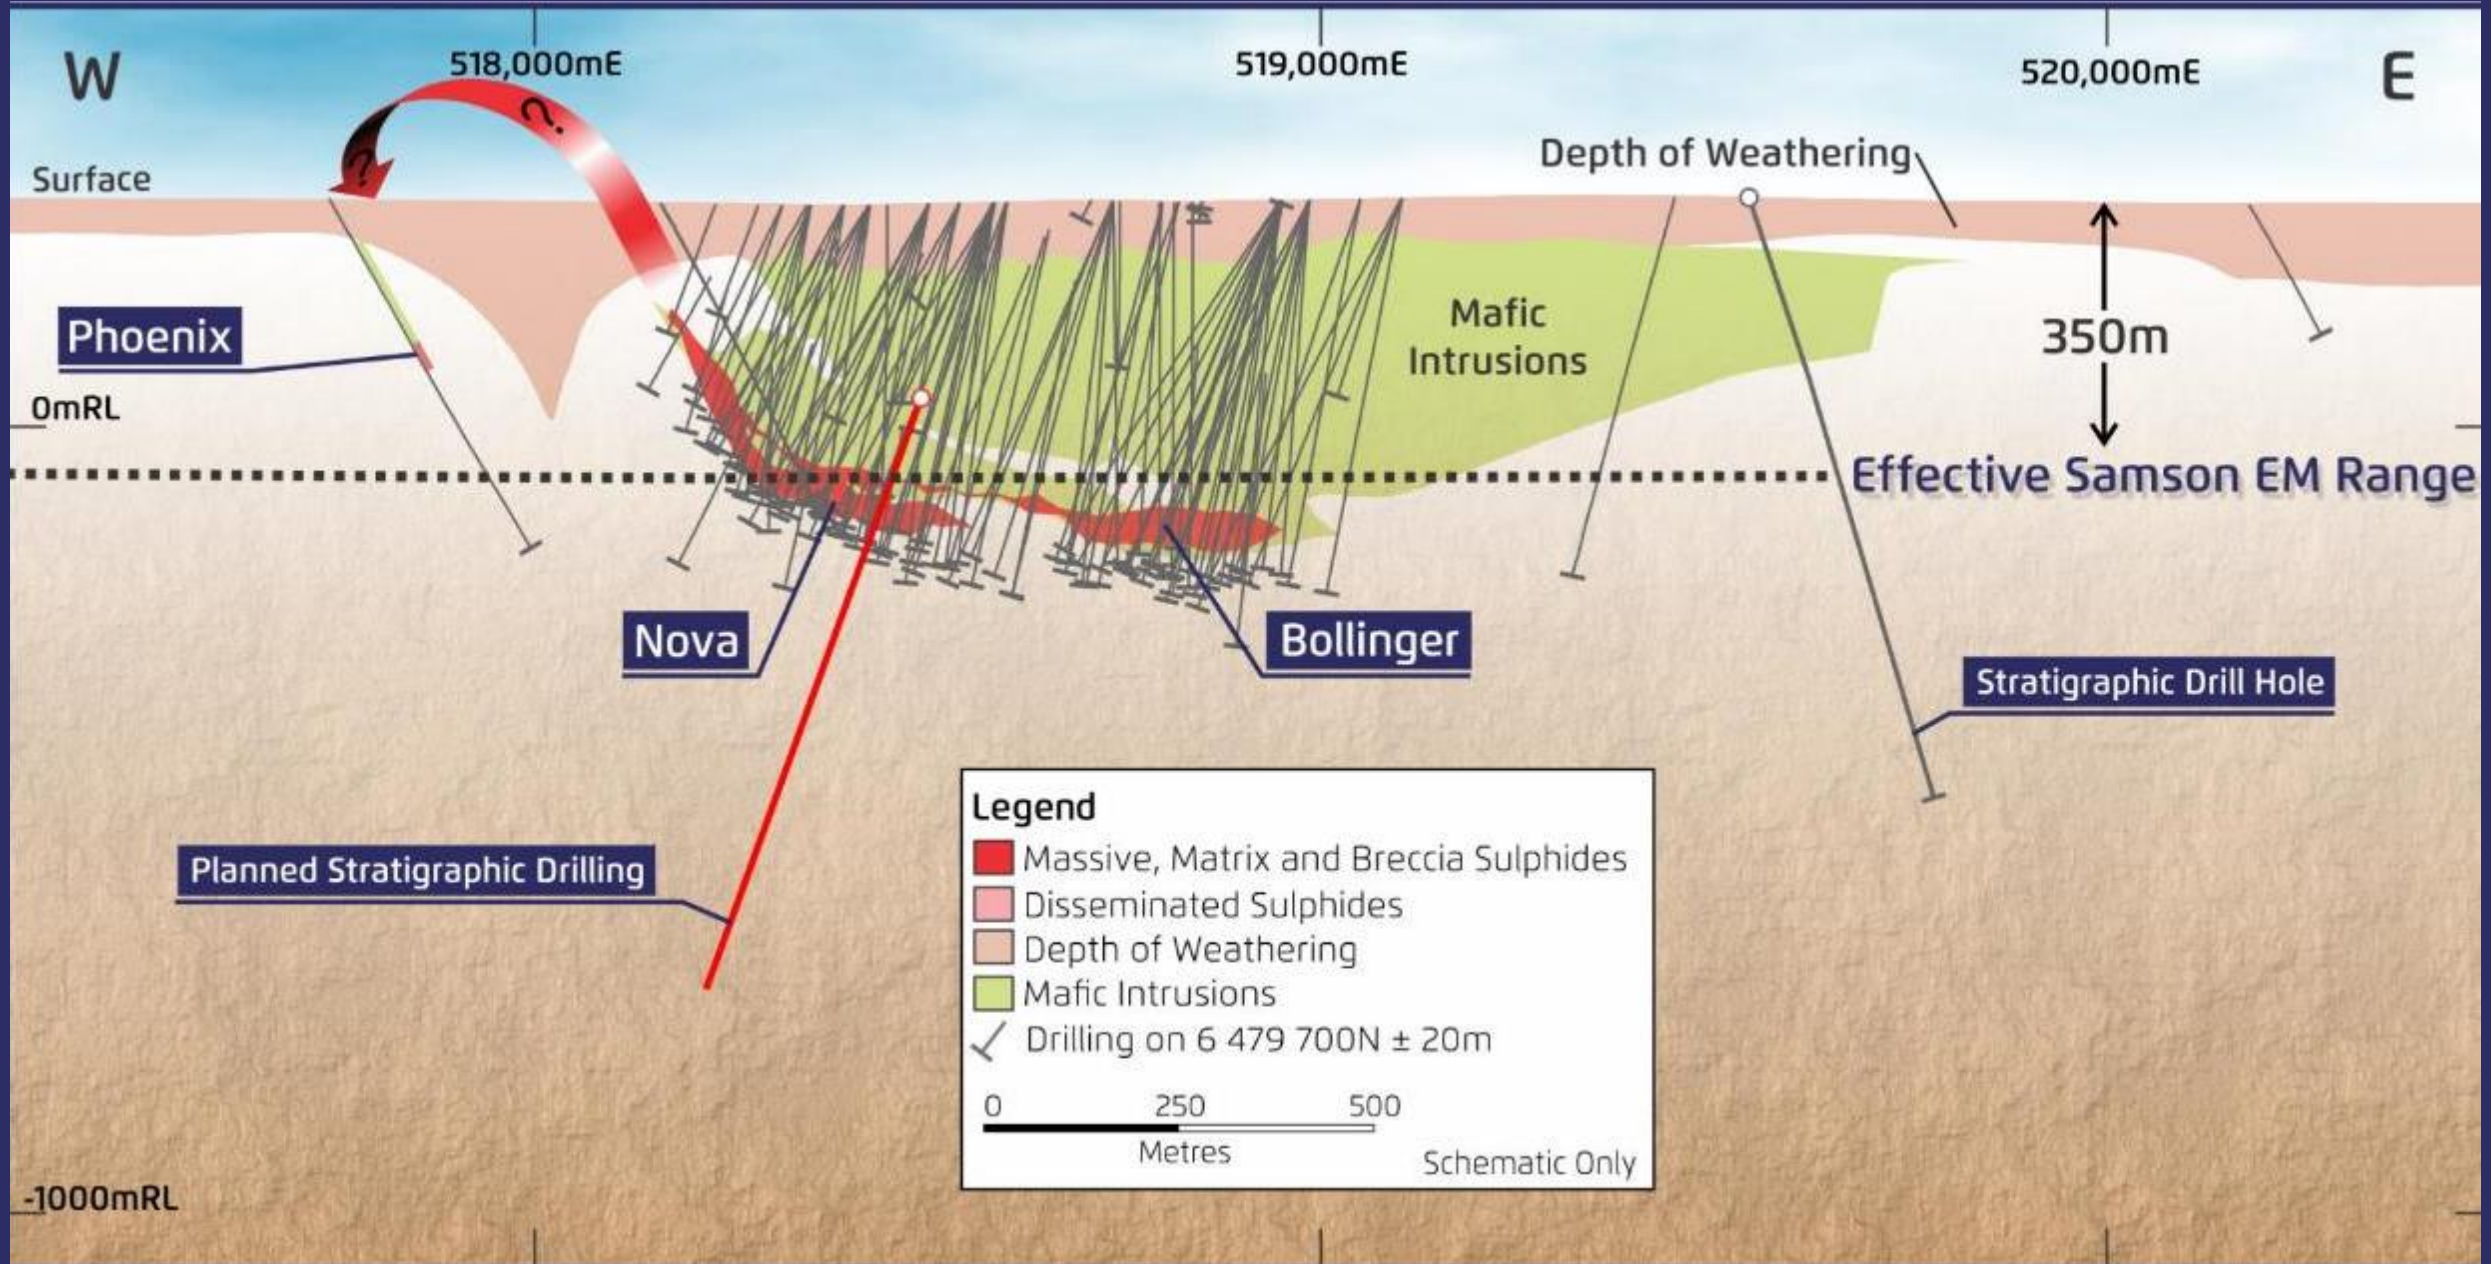 W
518,000mE
519,000mE
520,000mE
E
?
?
Surface
Depth of Weathering
Phoenix
Mafic
Intrusions
350m
0mRL
Effective Samson EM Range
Nova
Bollinger
Stratigraphic Drill Hole
Planned Stratigraphic Drilling
Legend
Massive, Matrix and Breccia Sulphides
Disseminated Sulphides
Depth of Weathering
Mafic Intrusions
Drilling on 6 479 700N ± 20m
0 250 500
Metres
Schematic Only
-1000mRL